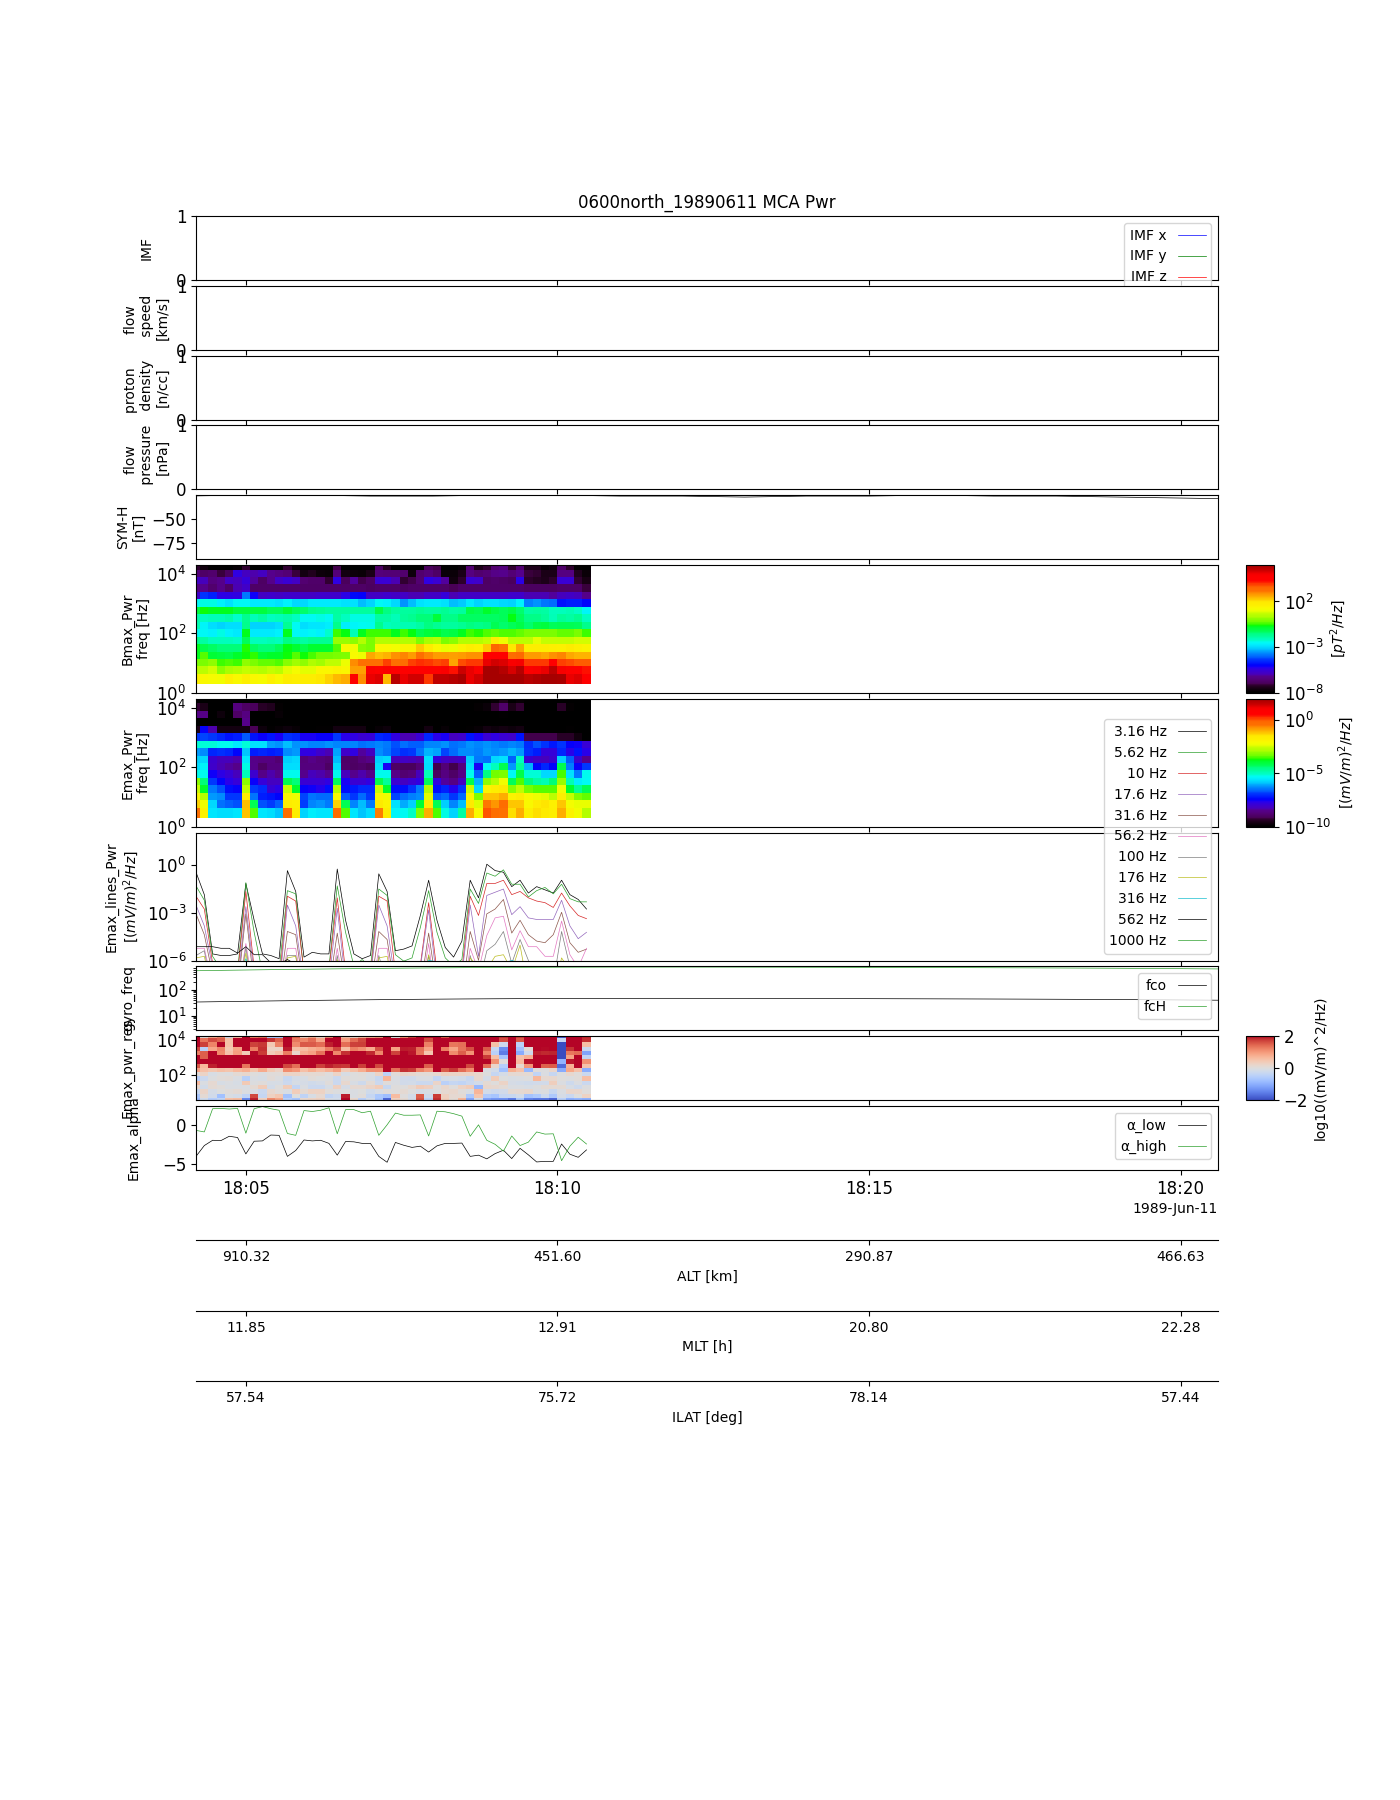 0600north_19890611 MCA Pwr
IMF
1
0
IMF x
IMF y
IMF z
flow
speed
[km/s]
1
0
proton
density
[n/cc]
1
0
flow
pressure
[nPa]
1
0
SYM-H
[nT]
−50
−75
Bmax_Pwr
freq [Hz]
10^4
10^2
10^0
10^2
10^−3
10^−8
[pT^2/Hz]
Emax_Pwr
freq [Hz]
10^4
10^2
10^0
10^0
10^−5
10^−10
[(mV/m)^2/Hz]
3.16 Hz
5.62 Hz
10 Hz
17.6 Hz
31.6 Hz
56.2 Hz
100 Hz
176 Hz
316 Hz
562 Hz
1000 Hz
Emax_lines_Pwr
[(mV/m)^2/Hz]
10^0
10^−3
10^−6
gyro_freq
10^2
10^1
fco
fcH
Emax_pwr_res
10^4
10^2
2
0
−2
log10((mV/m)^2/Hz)
Emax_alpha
0
−5
α_low
α_high
18:05 18:10 18:15 18:20
1989-Jun-11
910.32 451.60 290.87 466.63
ALT [km]
11.85 12.91 20.80 22.28
MLT [h]
57.54 75.72 78.14 57.44
ILAT [deg]